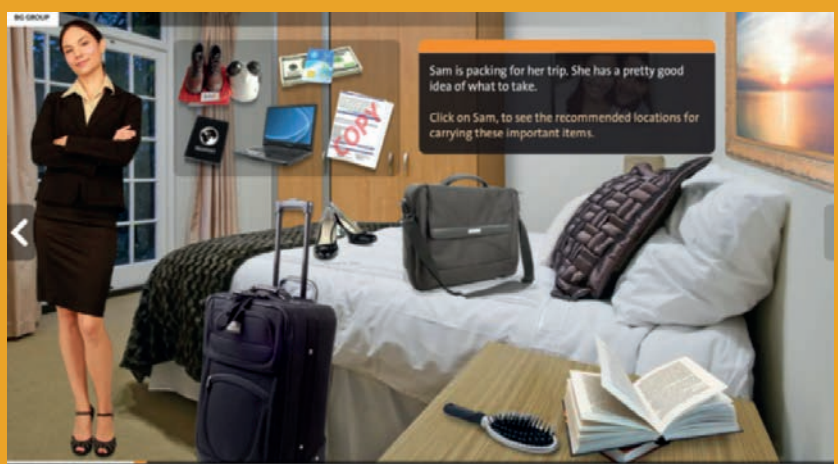 BG GROUP
Sam is packing for her trip. She has a pretty good
idea of what to take.
Click on Sam, to see the recommended locations for
carrying these important items.
COPY